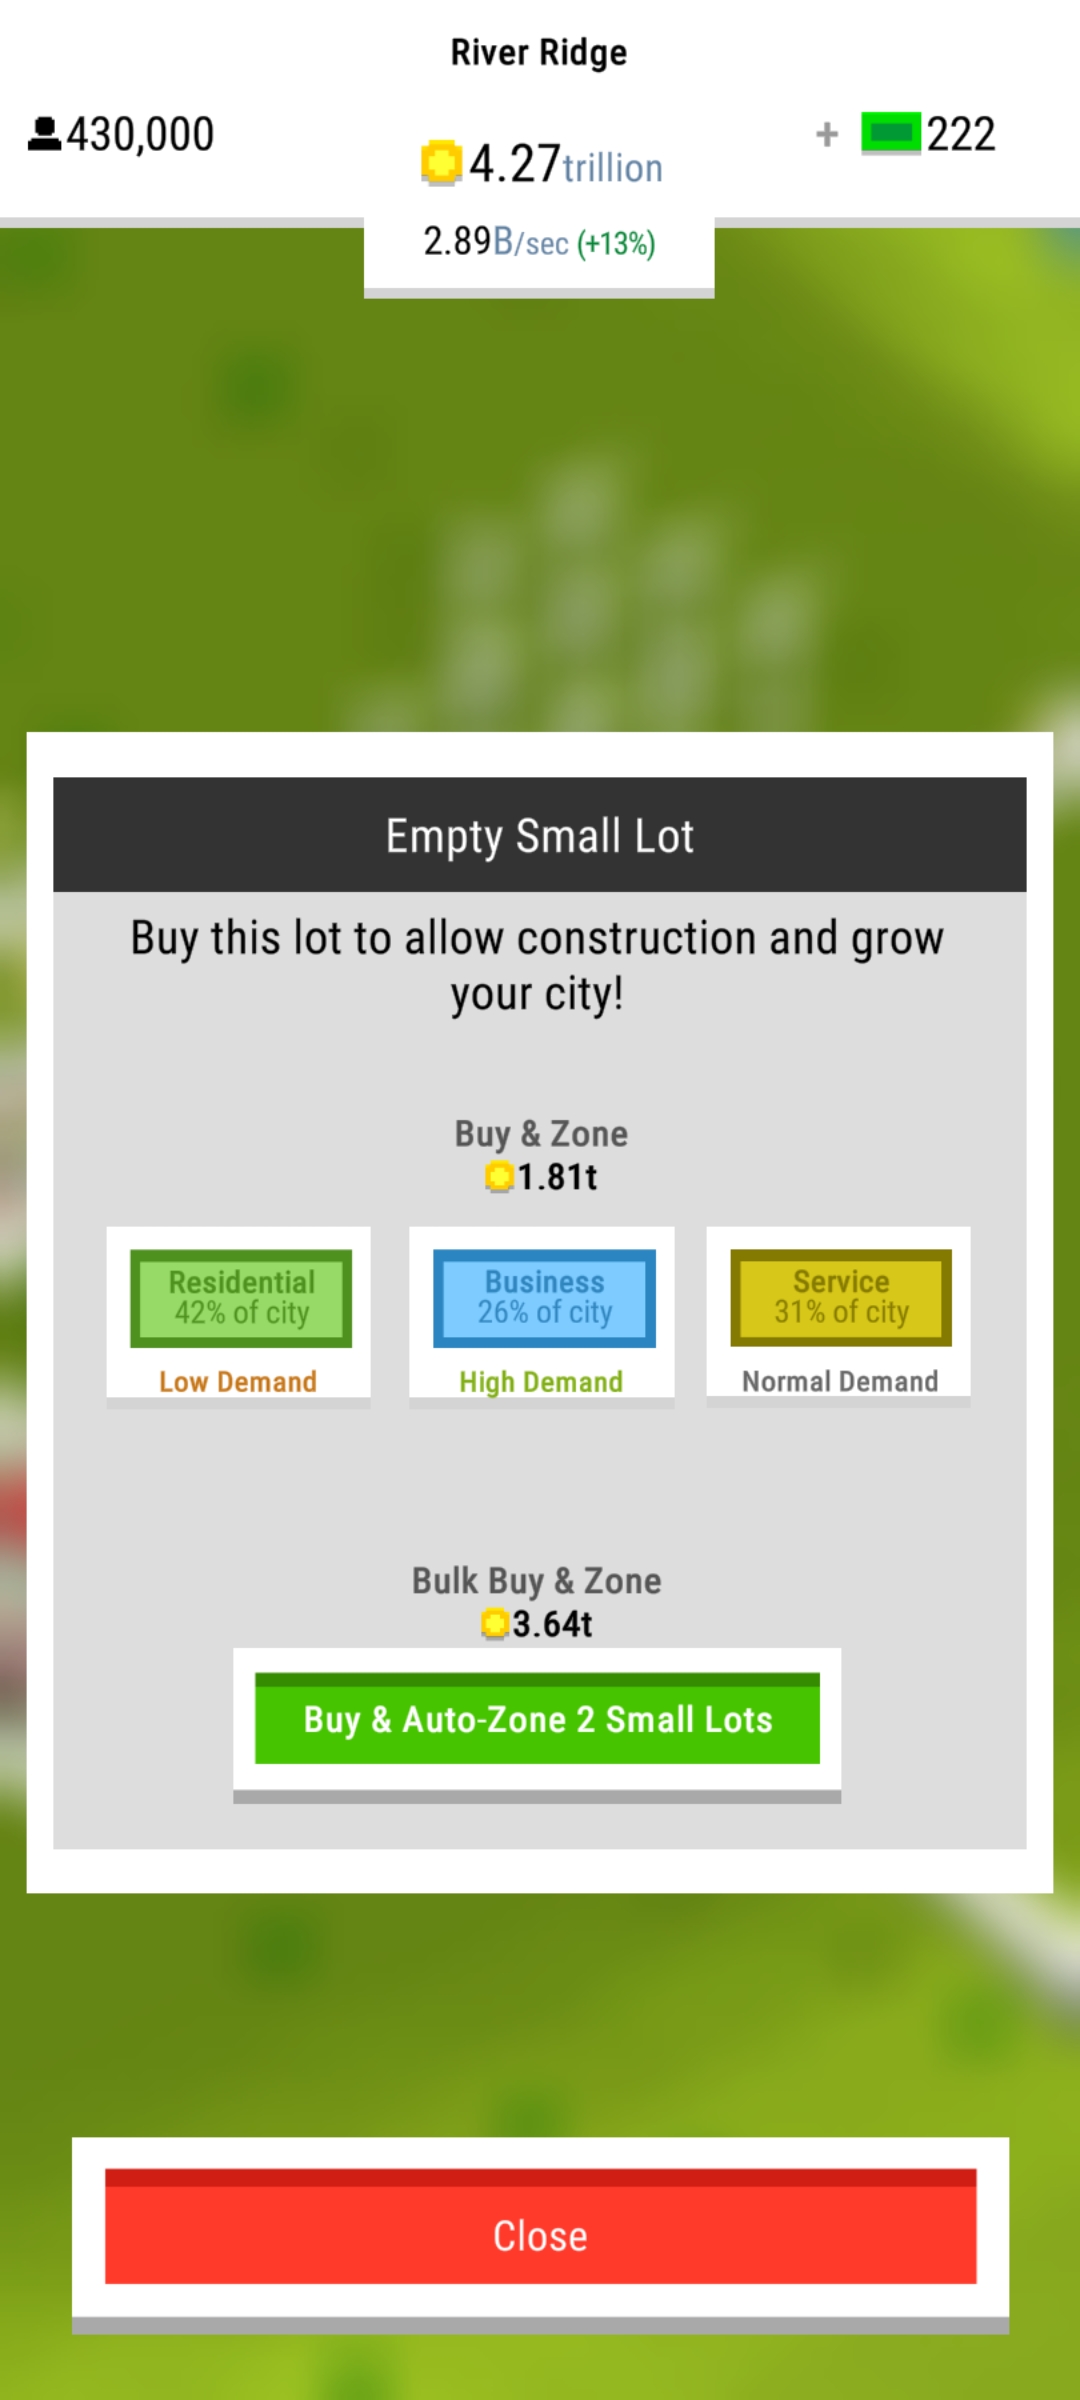 River Ridge
430,000
4.27trillion
+ 222
2.89B/sec (+13%)
Empty Small Lot
Buy this lot to allow construction and grow
your city!
Buy & Zone
1.81t
Residential
42% of city
Low Demand
Business
26% of city
High Demand
Service
31% of city
Normal Demand
Bulk Buy & Zone
3.64t
Buy & Auto-Zone 2 Small Lots
Close